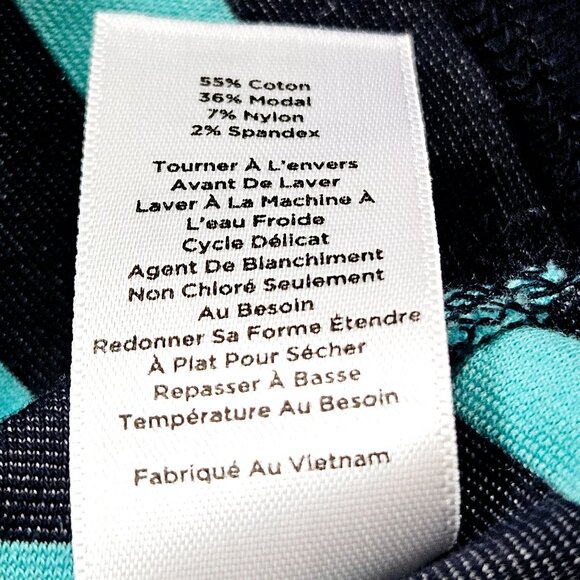 55% Coton
36% Modal
7% Nylon
2% Spandex
Tourner À L'envers
Avant De Laver
Laver À La Machine À
L'eau Froide
Cycle Délicat
Agent De Blanchiment
Non Chloré Seulement
Au Besoin
Redonner Sa Forme Étendre
À Plat Pour Sécher
Repasser À Basse
Température Au Besoin
Fabriqué Au Vietnam